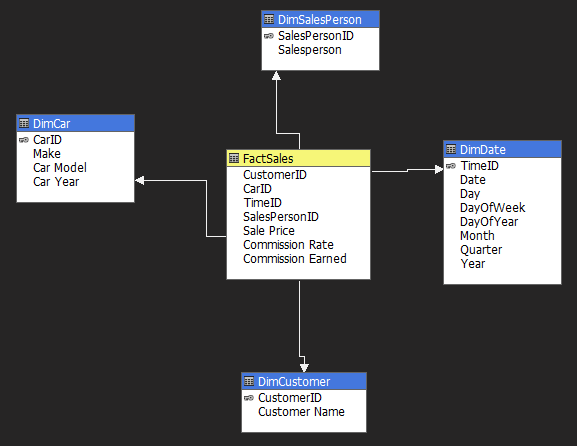 DimSalesPerson
SalesPersonID
Salesperson
DimCar
CarID
Make
Car Model
Car Year
FactSales
CustomerID
CarID
TimeID
SalesPersonID
Sale Price
Commission Rate
Commission Earned
DimDate
TimeID
Date
Day
DayOfWeek
DayOfYear
Month
Quarter
Year
DimCustomer
CustomerID
Customer Name